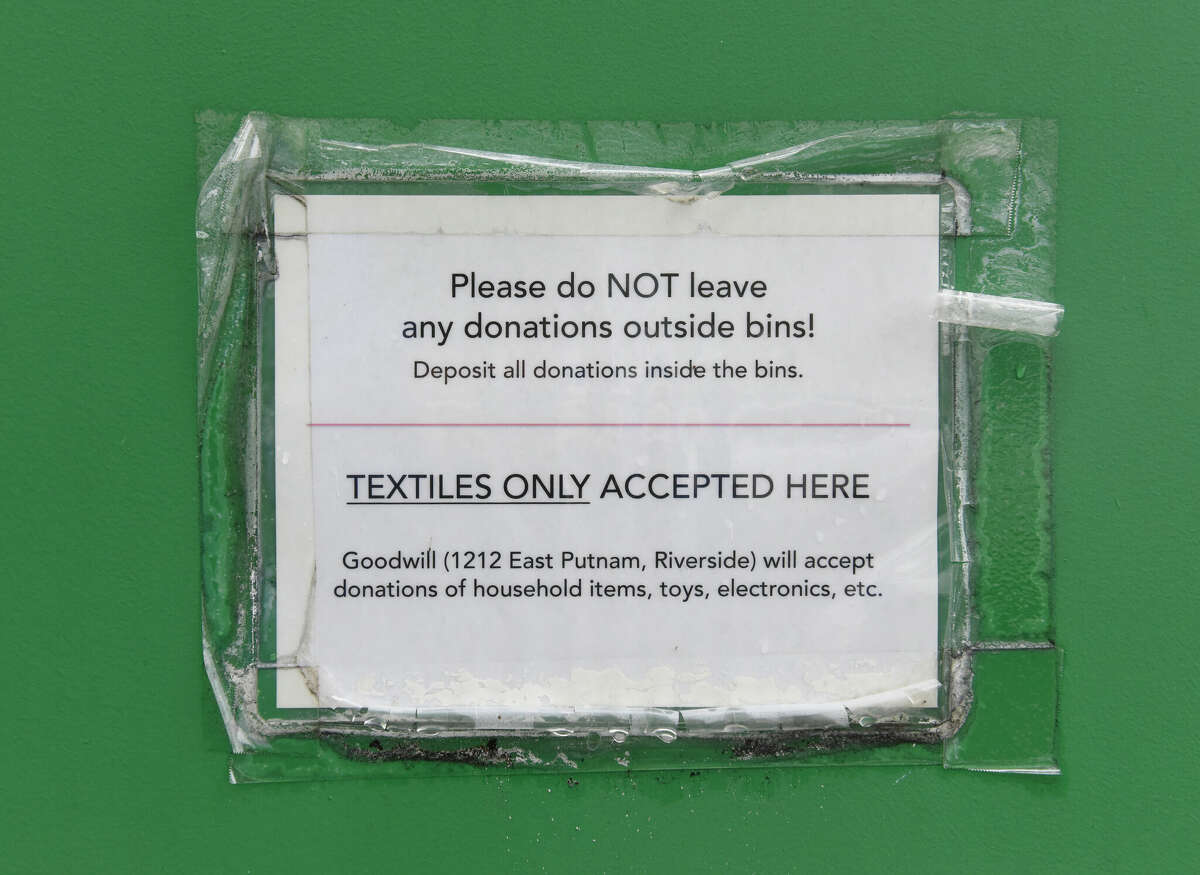 Please do NOT leave
any donations outside bins!
Deposit all donations inside the bins.
TEXTILES ONLY ACCEPTED HERE
Goodwill (1212 East Putnam, Riverside) will accept
donations of household items, toys, electronics, etc.